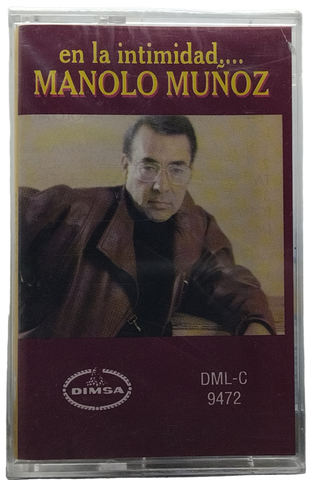 en la intimidad,...
MANOLO MUÑOZ
DIMSA
DML-C
9472